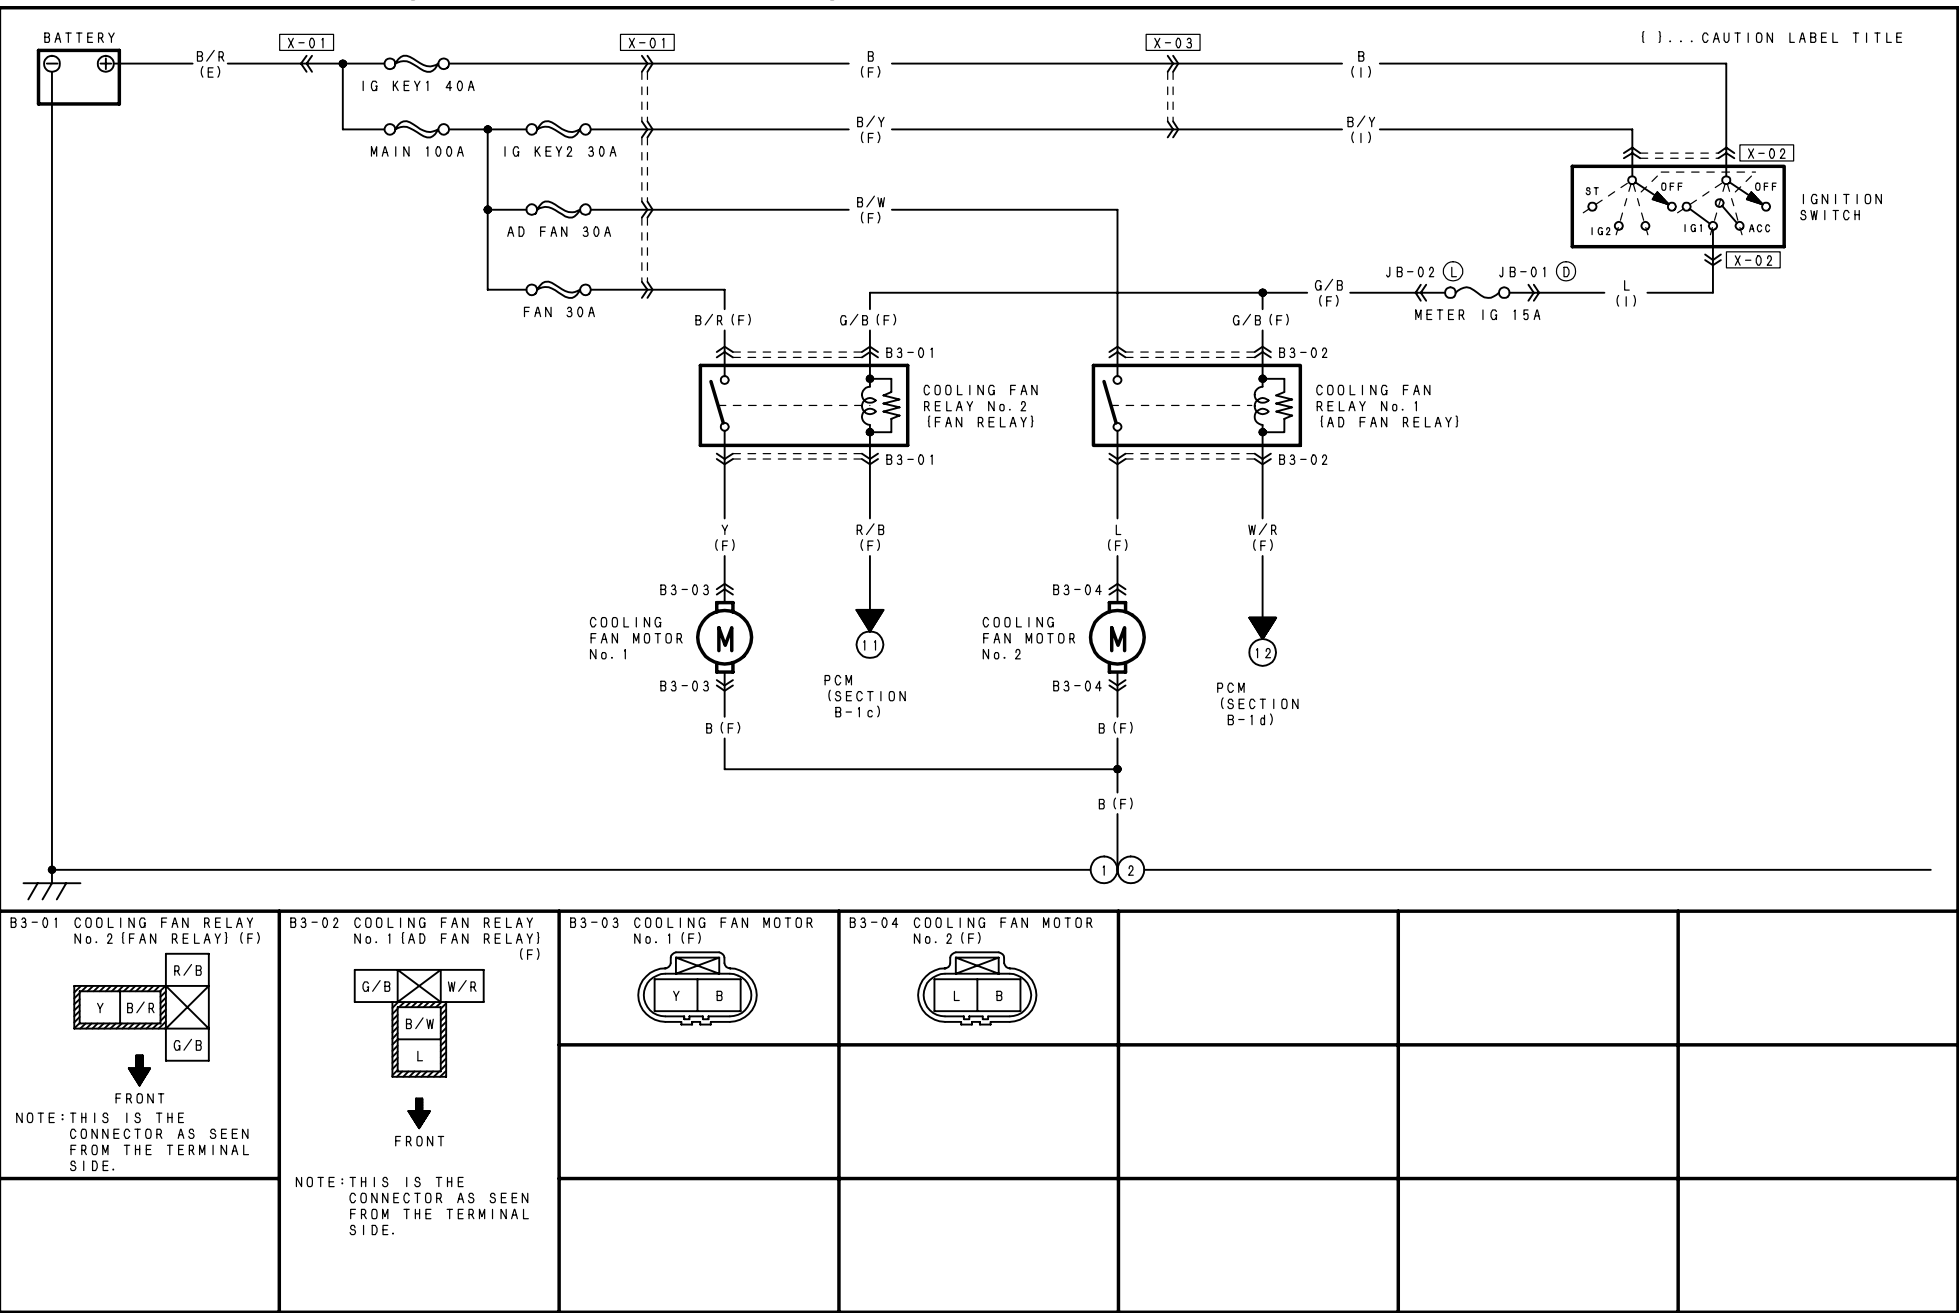 BATTERY
B/R
(E)
X-01
IG KEY1 40A
X-01
B
(F)
X-03
B
(I)
{ }...CAUTION LABEL TITLE
MAIN 100A
IG KEY2 30A
B/Y
(F)
B/Y
(I)
X-02
ST
OFF
OFF
IG2
IG1
ACC
IGNITION
SWITCH
X-02
AD FAN 30A
B/W
(F)
FAN 30A
G/B
(F)
JB-02 L
JB-01 D
METER IG 15A
L
(I)
B/R(F)
G/B(F)
G/B(F)
B3-01
B3-02
COOLING FAN
RELAY No.2
{FAN RELAY}
COOLING FAN
RELAY No.1
{AD FAN RELAY}
B3-01
B3-02
Y
(F)
R/B
(F)
L
(F)
W/R
(F)
B3-03
COOLING
FAN MOTOR
No.1
M
B3-03
11
PCM
(SECTION
B-1c)
B3-04
COOLING
FAN MOTOR
No.2
M
B3-04
12
PCM
(SECTION
B-1d)
B(F)
B(F)
B(F)
1 2
B3-01 COOLING FAN RELAY
No.2{FAN RELAY}(F)
R/B
Y B/R
G/B
FRONT
NOTE:THIS IS THE
CONNECTOR AS SEEN
FROM THE TERMINAL
SIDE.
B3-02 COOLING FAN RELAY
No.1{AD FAN RELAY}
(F)
G/B W/R
B/W
L
FRONT
NOTE:THIS IS THE
CONNECTOR AS SEEN
FROM THE TERMINAL
SIDE.
B3-03 COOLING FAN MOTOR
No.1(F)
Y B
B3-04 COOLING FAN MOTOR
No.2(F)
L B